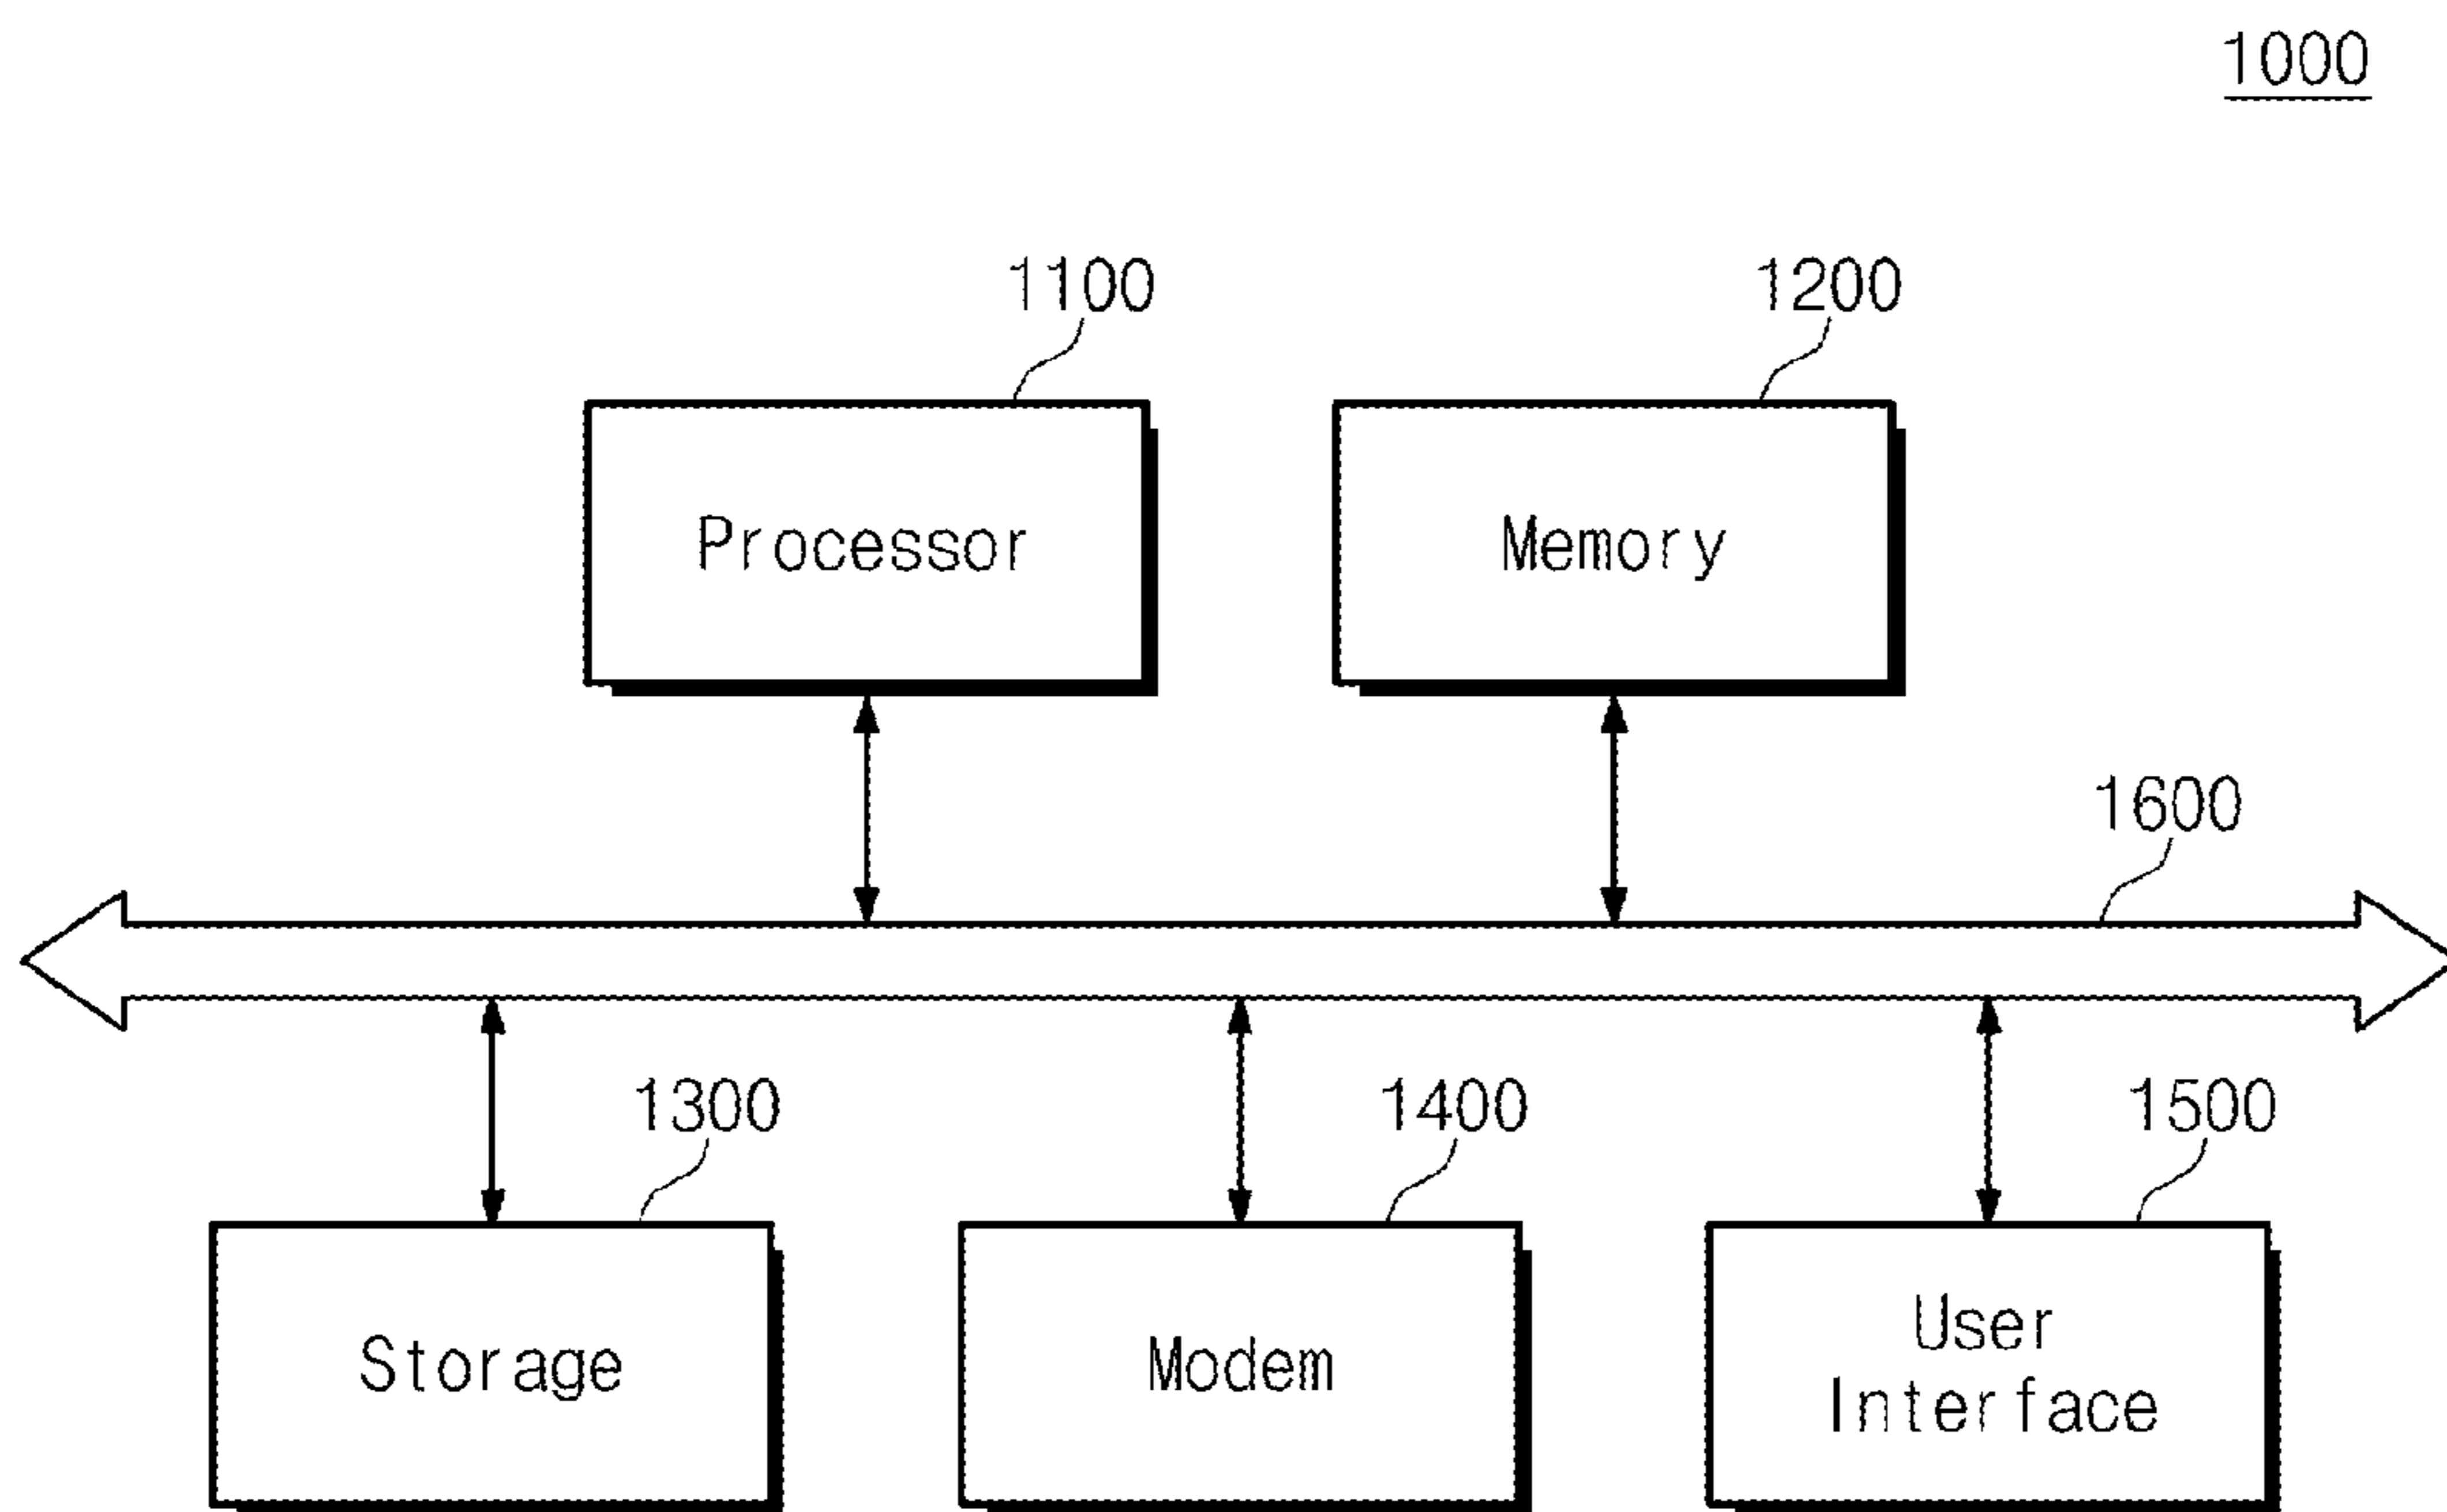 1000
1100
1200
Processor
Memory
1600
1300
1400
1500
Storage
Modem
User
Interface